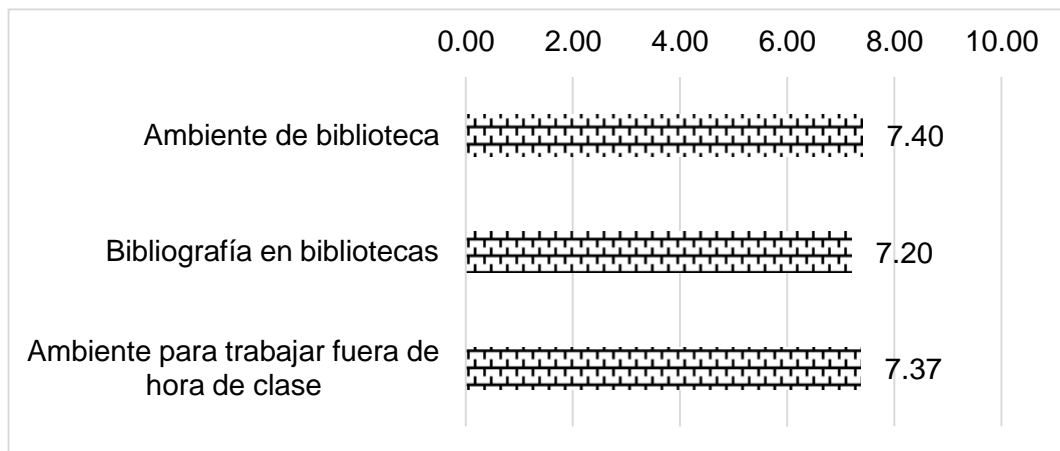 0.00 2.00 4.00 6.00 8.00 10.00
Ambiente de biblioteca 7.40
Bibliografía en bibliotecas 7.20
Ambiente para trabajar fuera de
hora de clase 7.37